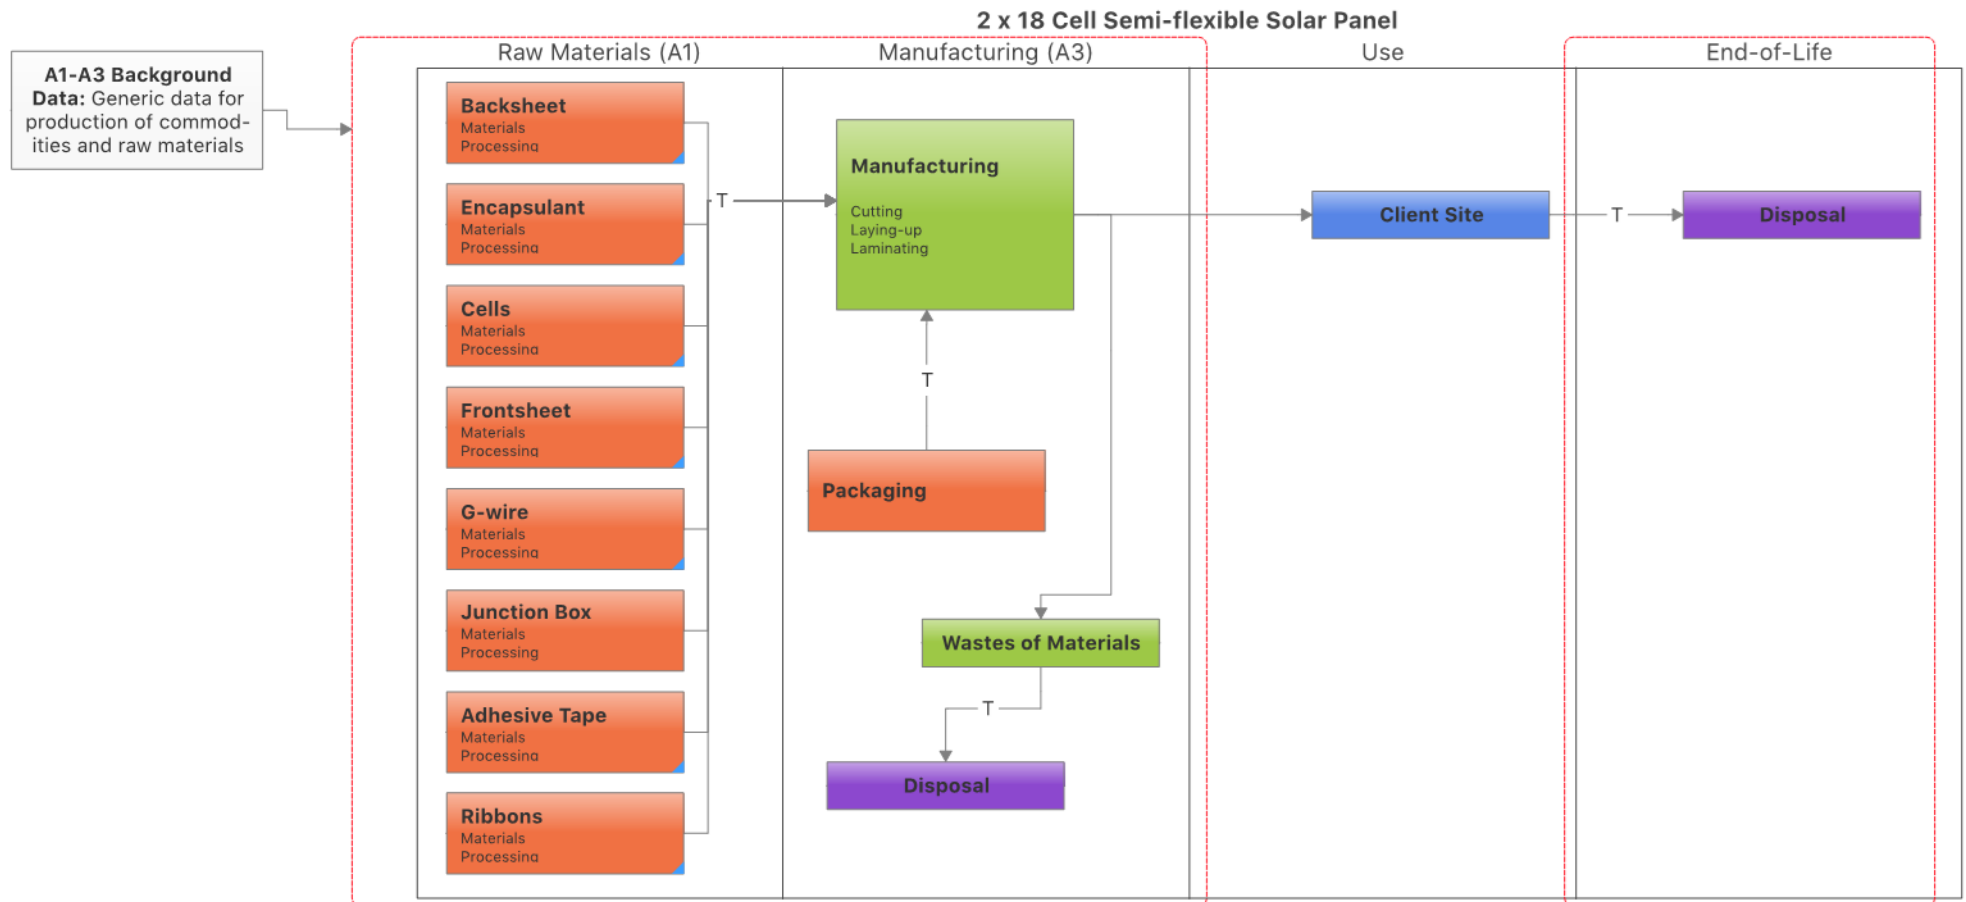 2 x 18 Cell Semi-flexible Solar Panel
A1-A3 Background
Data: Generic data for
production of commod-
ities and raw materials
Raw Materials (A1)
Backsheet
Materials
Processing
Encapsulant
Materials
Processing
Cells
Materials
Processing
Frontsheet
Materials
Processing
G-wire
Materials
Processing
Junction Box
Materials
Processing
Adhesive Tape
Materials
Processing
Ribbons
Materials
Processing
T
Manufacturing (A3)
Manufacturing
Cutting
Laying-up
Laminating
T
Packaging
Wastes of Materials
T
Disposal
Use
Client Site
T
End-of-Life
Disposal